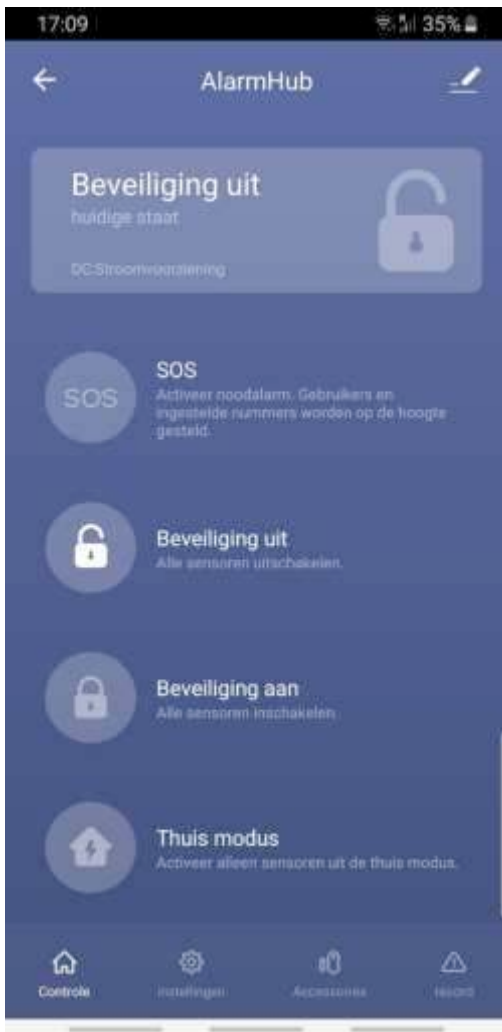 17:09
35%
AlarmHub
Beveiliging uit
huidige staat
DC:Stroomvoorziening
SOS
SOS
Activeer noodalarm. Gebruikers en
ingestelde nummers worden op de hoogte
gesteld.
Beveiliging uit
Alle sensoren uitschakelen.
Beveiliging aan
Alle sensoren inschakelen.
Thuis modus
Activeer alleen sensoren uit de thuis modus.
Controle
Instellingen
Accessoires